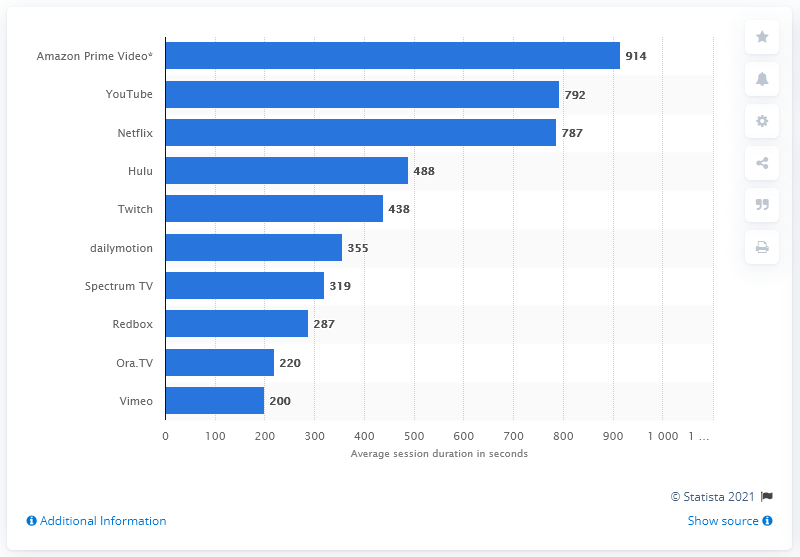 Amazon Prime Video* 914
YouTube 792
Netflix 787
Hulu 488
Twitch 438
dailymotion 355
Spectrum TV 319
Redbox 287
Ora.TV 220
Vimeo 200
0 100 200 300 400 500 600 700 800 900 1 000 1 ...
Average session duration in seconds
© Statista 2021
Additional Information Show source